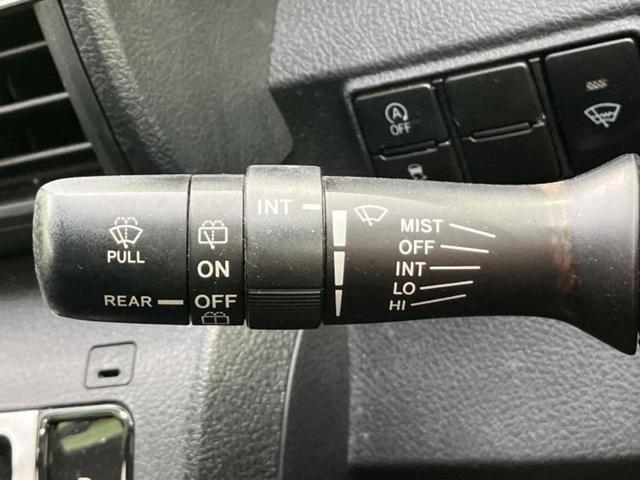 PULL
REAR
ON
OFF
INT
MIST
OFF
INT
LO
HI
A
OFF